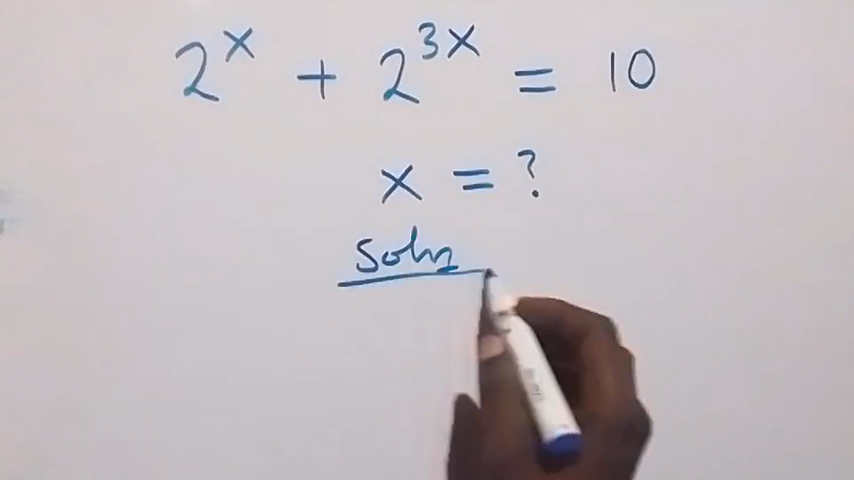 2^x + 2^{3x} = 10
x = ?
Soln